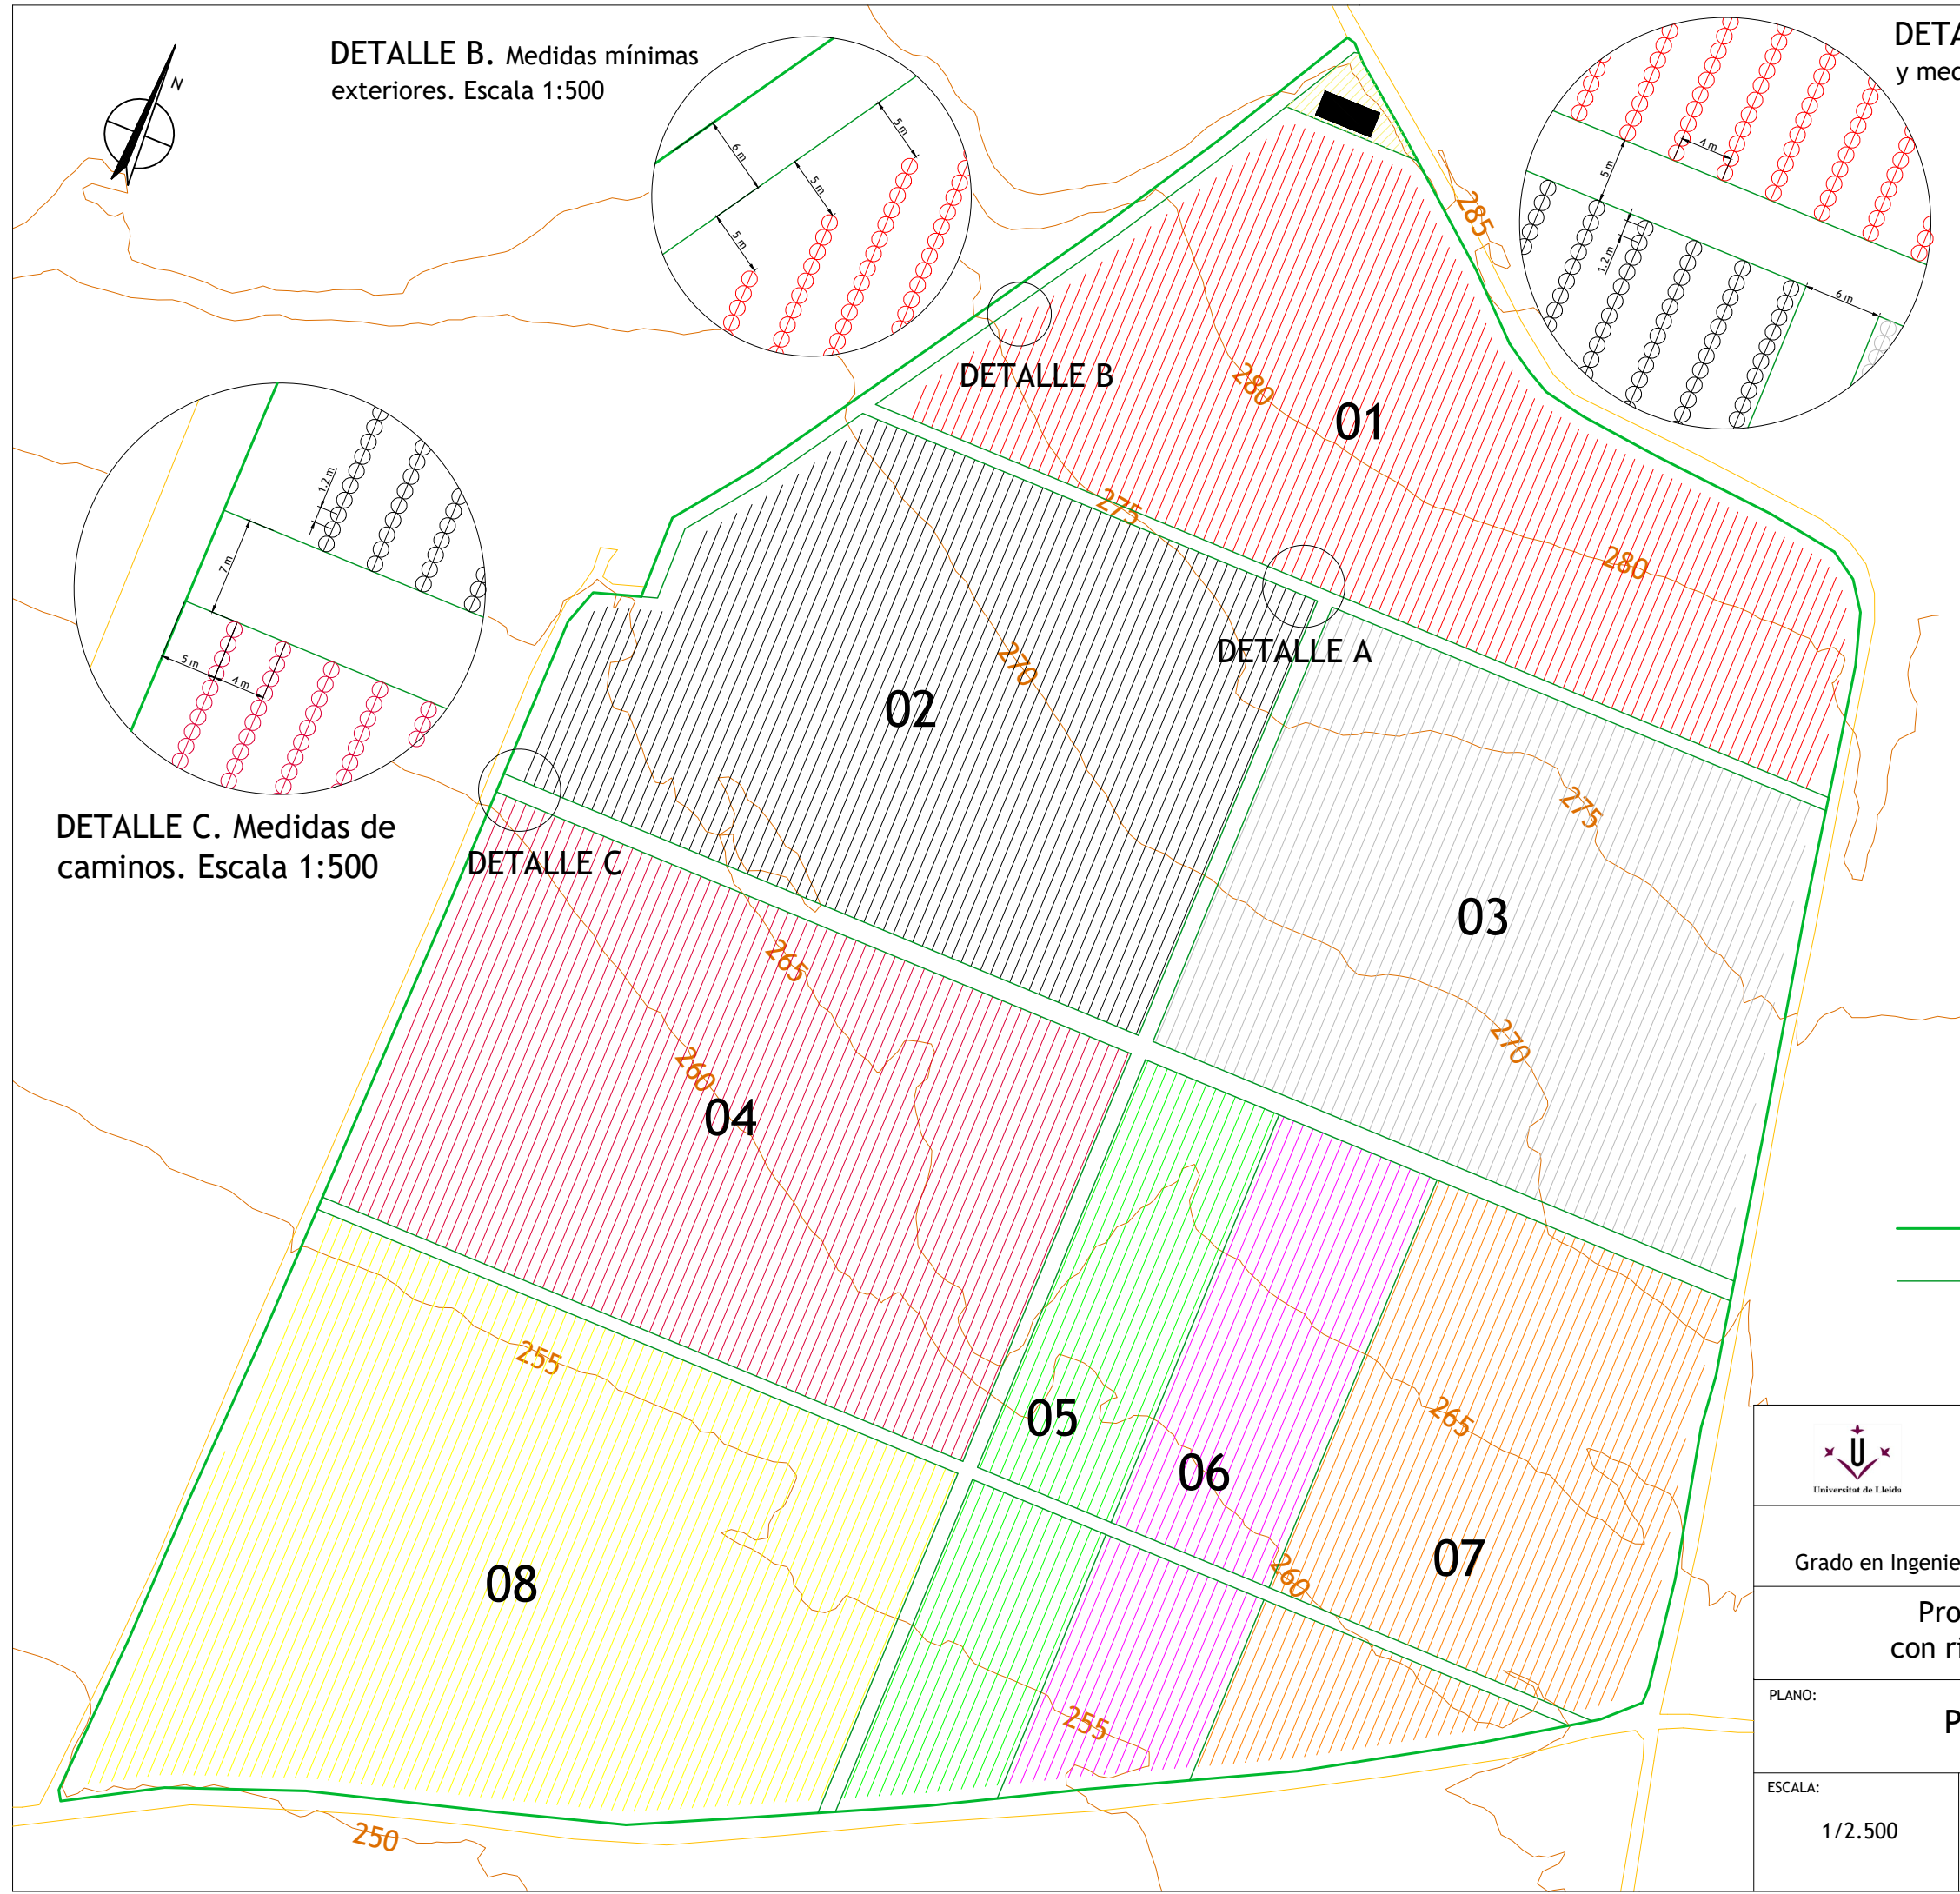 N
DETALLE B. Medidas mínimas
exteriores. Escala 1:500
6 m
5 m
5 m
5 m
DETA
y med
4 m
5 m
1.2 m
6 m
285
DETALLE B
280
01
275
280
1.2 m
7 m
5 m
4 m
DETALLE A
270
02
275
DETALLE C. Medidas de
caminos. Escala 1:500
DETALLE C
03
265
270
260
04
255
05
265
06
07
260
08
255
250
Universitat de Lleida
Grado en Ingenie
Pro
con ri
PLANO:
P
ESCALA:
1/2.500